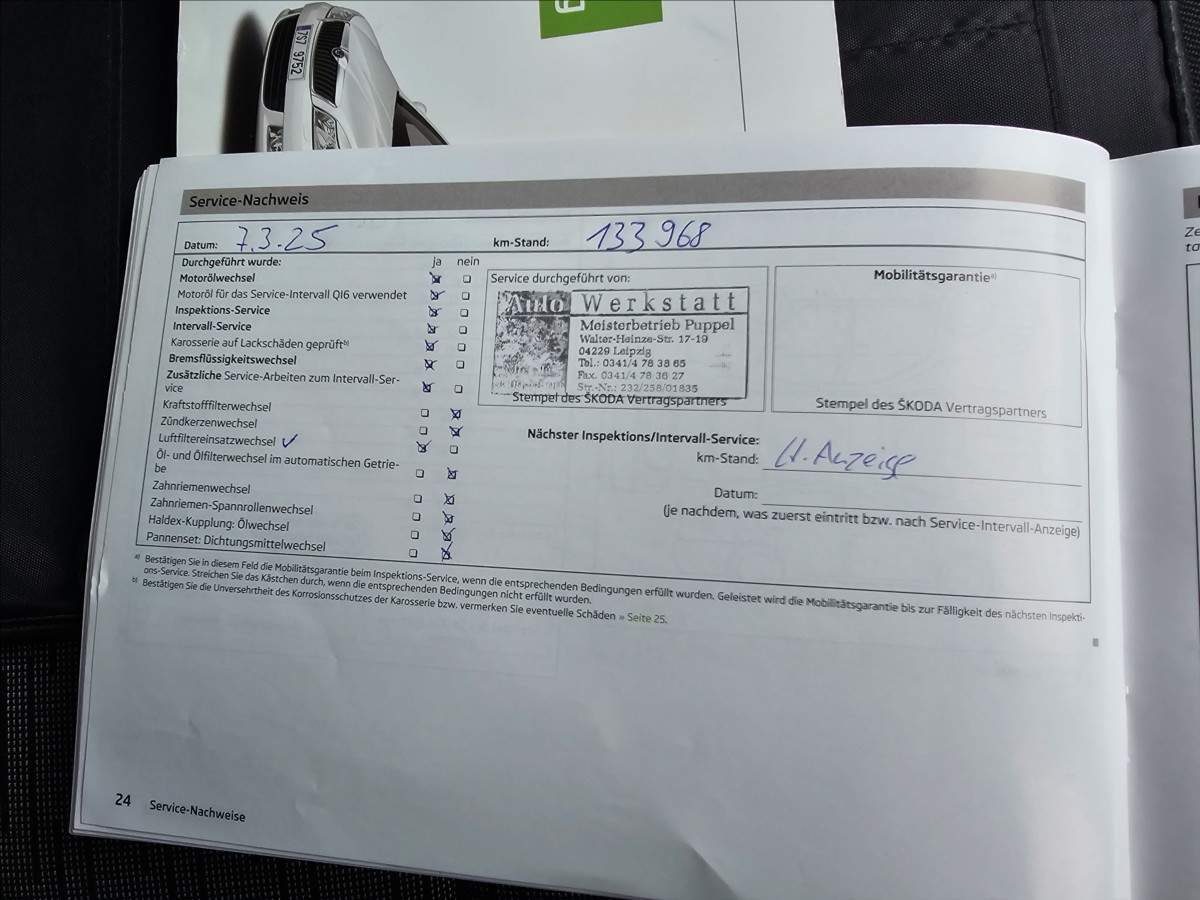 7S7 9752
Service-Nachweis
Datum: 7.3.25 km-Stand: 133 968
Durchgeführt wurde: ja nein
Motorölwechsel
Motoröl für das Service-Intervall QI6 verwendet
Inspektions-Service
Intervall-Service
Karosserie auf Lackschäden geprüft b)
Bremsflüssigkeitswechsel
Zusätzliche Service-Arbeiten zum Intervall-Ser-
vice
Kraftstofffilterwechsel
Zündkerzenwechsel
Luftfiltereinsatzwechsel ✓
Öl- und Ölfilterwechsel im automatischen Getrie-
be
Zahnriemenwechsel
Zahnriemen-Spannrollenwechsel
Haldex-Kupplung: Ölwechsel
Pannenset: Dichtungsmittelwechsel
Service durchgeführt von:
Auto Werkstatt
Meisterbetrieb Puppel
Walter-Heinze-Str. 17-19
04229 Leipzig
Tel.: 0341/4 78 38 65
Fax. 0341/4 78 36 27
Str.-Nr.: 232/258/01835
Stempel des ŠKODA Vertragspartners
Mobilitätsgarantie a)
Stempel des ŠKODA Vertragspartners
Nächster Inspektions/Intervall-Service:
km-Stand: lt. Anzeige
Datum:
(je nachdem, was zuerst eintritt bzw. nach Service-Intervall-Anzeige)
a) Bestätigen Sie in diesem Feld die Mobilitätsgarantie beim Inspektions-Service, wenn die entsprechenden Bedingungen erfüllt wurden. Geleistet wird die Mobilitätsgarantie bis zur Fälligkeit des nächsten Inspekti-
ons-Service. Streichen Sie das Kästchen durch, wenn die entsprechenden Bedingungen nicht erfüllt wurden.
b) Bestätigen Sie die Unversehrtheit des Korrosionsschutzes der Karosserie bzw. vermerken Sie eventuelle Schäden » Seite 25.
24 Service-Nachweise
Ze
ta